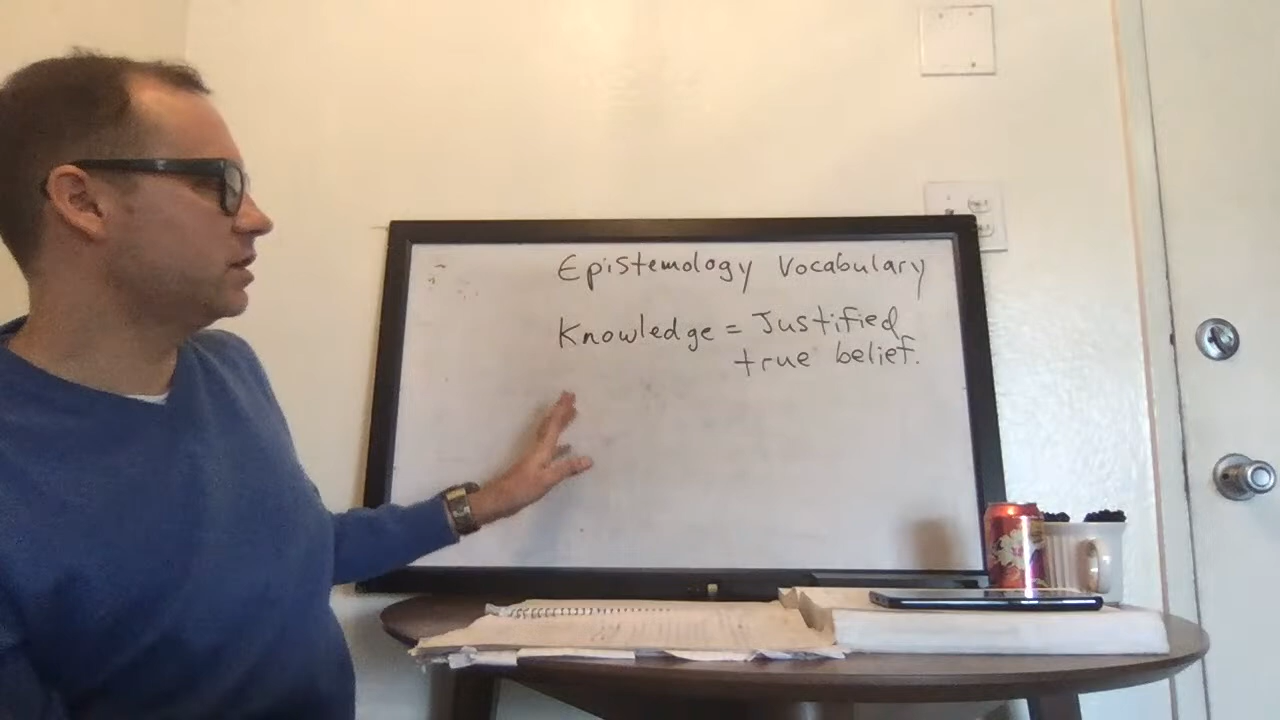 Epistemology Vocabulary
Knowledge = Justified
true belief.